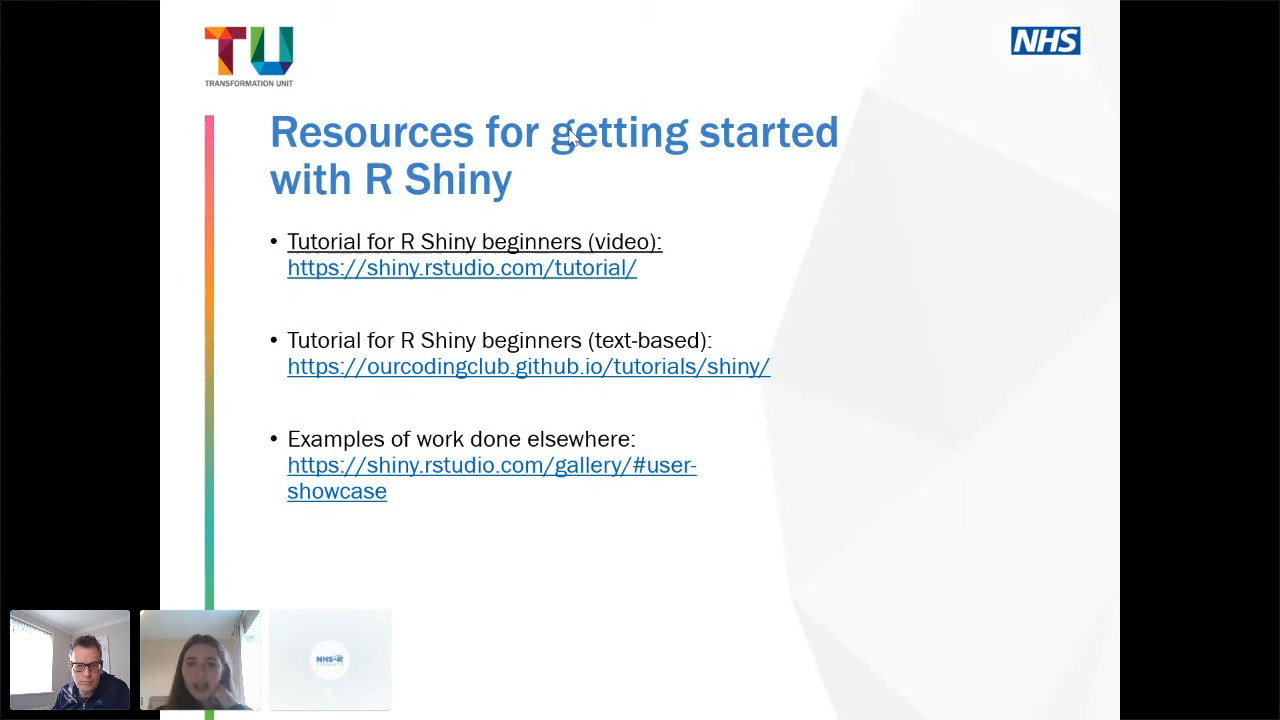 TU
TRANSFORMATION UNIT
NHS
Resources for getting started
with R Shiny
• Tutorial for R Shiny beginners (video):
https://shiny.rstudio.com/tutorial/
• Tutorial for R Shiny beginners (text-based):
https://ourcodingclub.github.io/tutorials/shiny/
• Examples of work done elsewhere:
https://shiny.rstudio.com/gallery/#user-
showcase
NHS-R